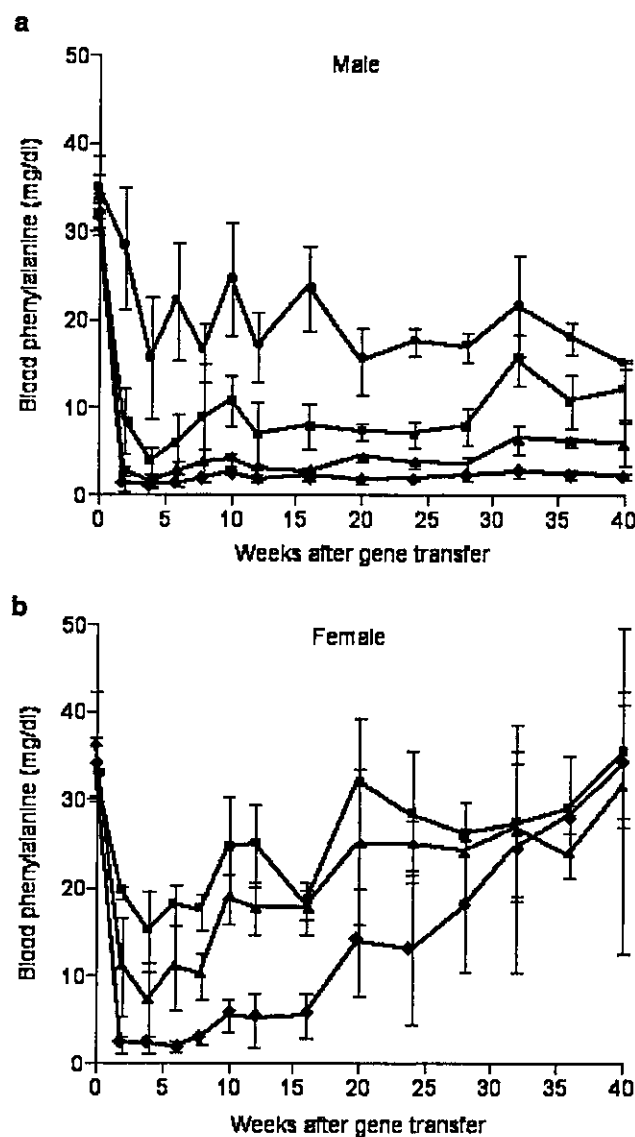 a
Male
50
40
30
20
10
0
Blood phenylalanine (mg/dl)
0 5 10 15 20 25 30 35 40
Weeks after gene transfer
b
Female
50
40
30
20
10
0
Blood phenylalanine (mg/dl)
0 5 10 15 20 25 30 35 40
Weeks after gene transfer